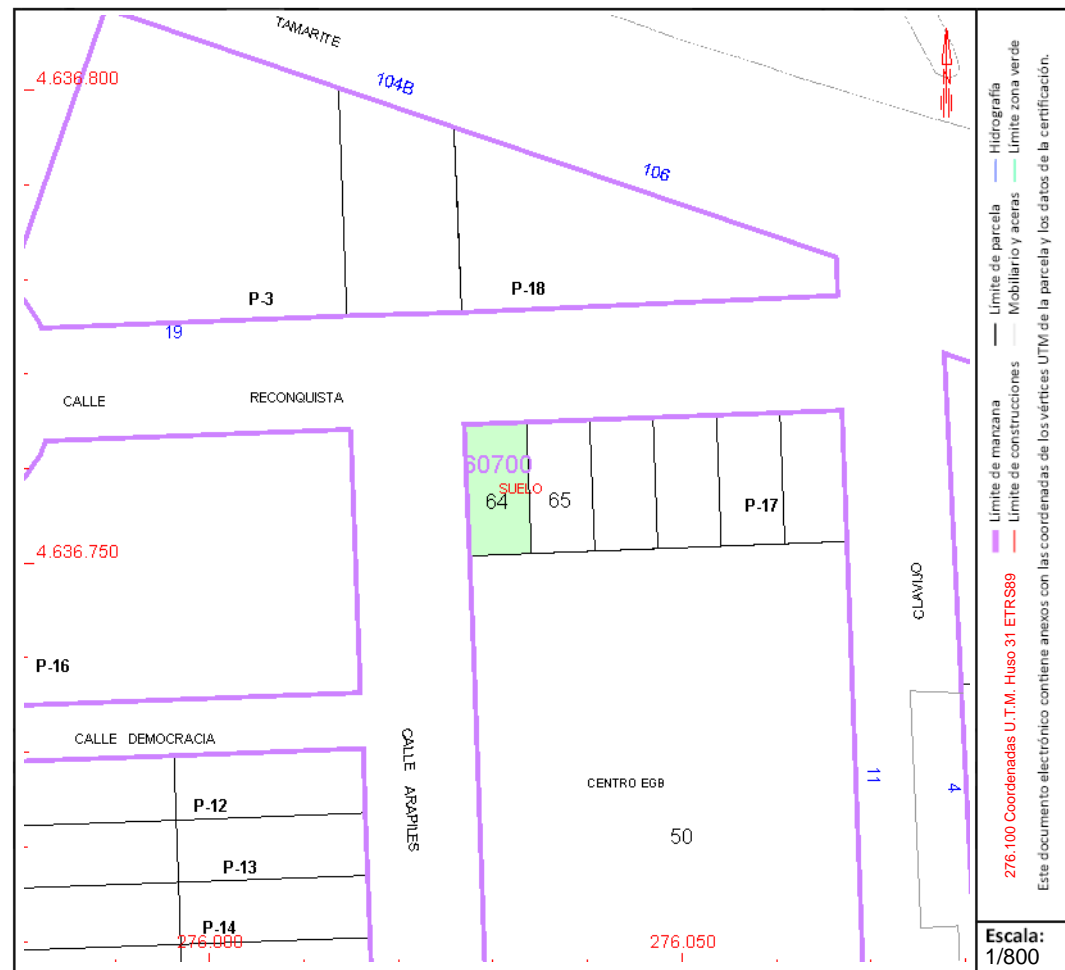 TAMARITE
4.636.800
104B
106
P-3
P-18
19
CALLE
RECONQUISTA
60700
SUELO
64
65
P-17
4.636.750
CLAVIJO
P-16
CALLE DEMOCRACIA
CALLE ARAPILES
CENTRO EGB
11
4
P-12
50
P-13
P-14
276.000
276.050
N
276.100 Coordenadas U.T.M. Huso 31 ETRS89
Límite de manzana
Límite de parcela
Hidrografía
Límite de construcciones
Mobiliario y aceras
Límite zona verde
Este documento electrónico contiene anexos con las coordenadas de los vértices UTM de la parcela y los datos de la certificación.
Escala:
1/800